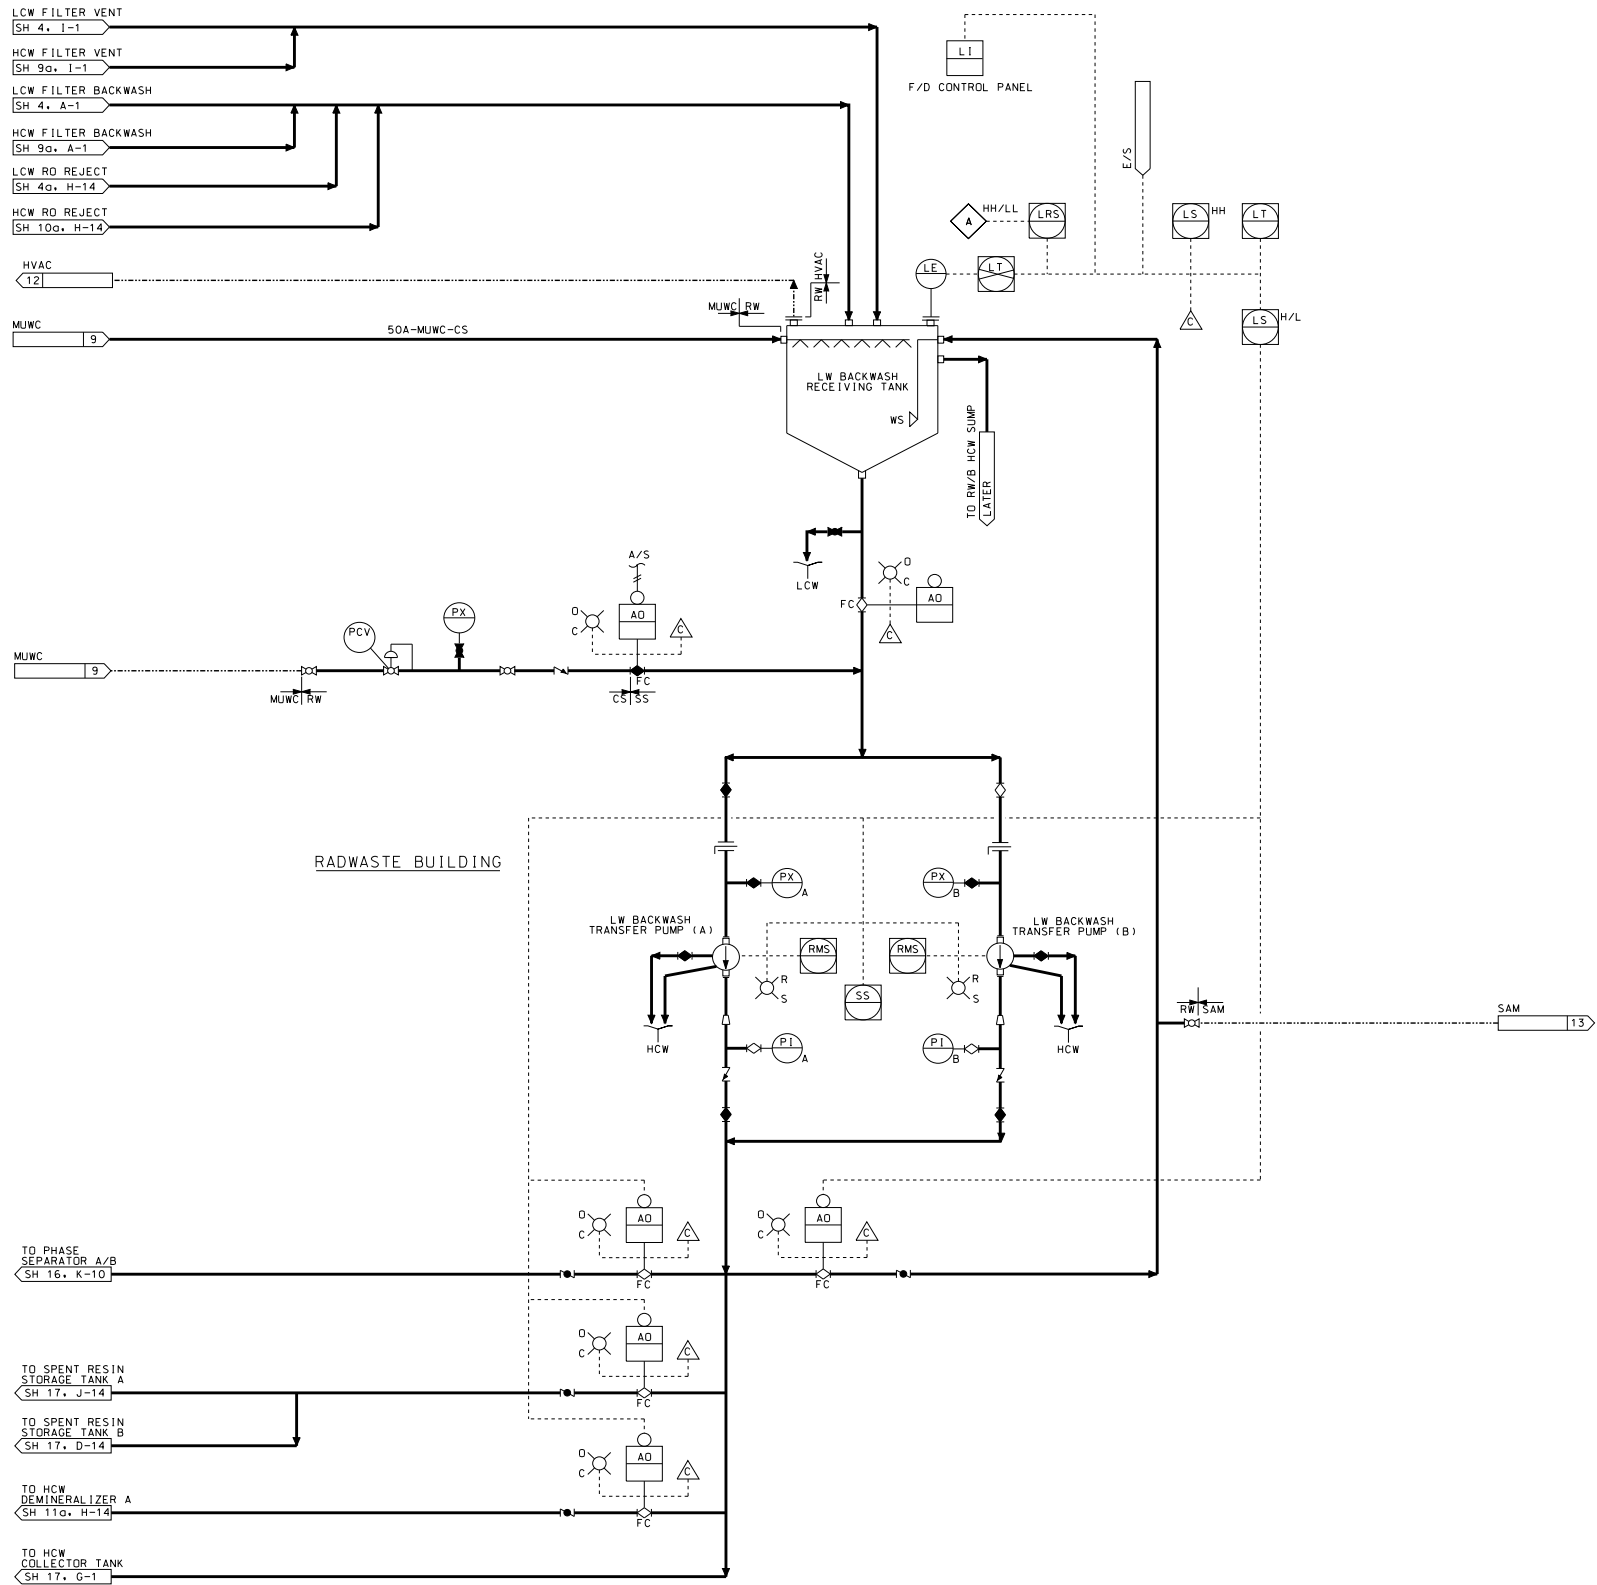 LCW FILTER VENT
SH 4, I-1
HCW FILTER VENT
SH 9a, I-1
LCW FILTER BACKWASH
SH 4, A-1
HCW FILTER BACKWASH
SH 9a, A-1
LCW RO REJECT
SH 4a, H-14
HCW RO REJECT
SH 10a, H-14
LI
F/D CONTROL PANEL
E/S
A
HH/LL
LRS
LS
HH
LT
HVAC
12
RW
HVAC
LE
LT
C
LS
H/L
MUWC
RW
MUWC
9
50A-MUWC-CS
LW BACKWASH
RECEIVING TANK
WS
TO RW/B HCW SUMP
LATER
LCW
O
C
AO
FC
C
A/S
AO
O
C
C
PX
PCV
MUWC
9
FC
MUWC
RW
CS
SS
RADWASTE BUILDING
PX
A
PX
B
LW BACKWASH
TRANSFER PUMP (A)
LW BACKWASH
TRANSFER PUMP (B)
RMS
RMS
R
S
SS
R
S
RW
SAM
SAM
13
HCW
PI
A
PI
B
HCW
O
C
AO
C
FC
O
C
AO
C
FC
TO PHASE
SEPARATOR A/B
SH 16, K-10
O
C
AO
C
FC
TO SPENT RESIN
STORAGE TANK A
SH 17, J-14
TO SPENT RESIN
STORAGE TANK B
SH 17, D-14
O
C
AO
C
FC
TO HCW
DEMINERALIZER A
SH 11a, H-14
TO HCW
COLLECTOR TANK
SH 17, G-1